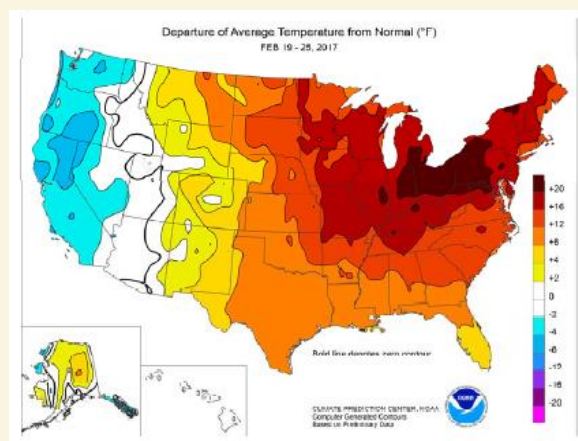 Departure of Average Temperature from Normal (°F)
FEB 19 - 25, 2017
+20
+16
+12
+8
+4
+2
0
-2
-4
-8
-12
-16
-20
Bold line denotes zero contour
CLIMATE PREDICTION CENTER, NOAA
Computer Generated Contours
Based on Preliminary Data